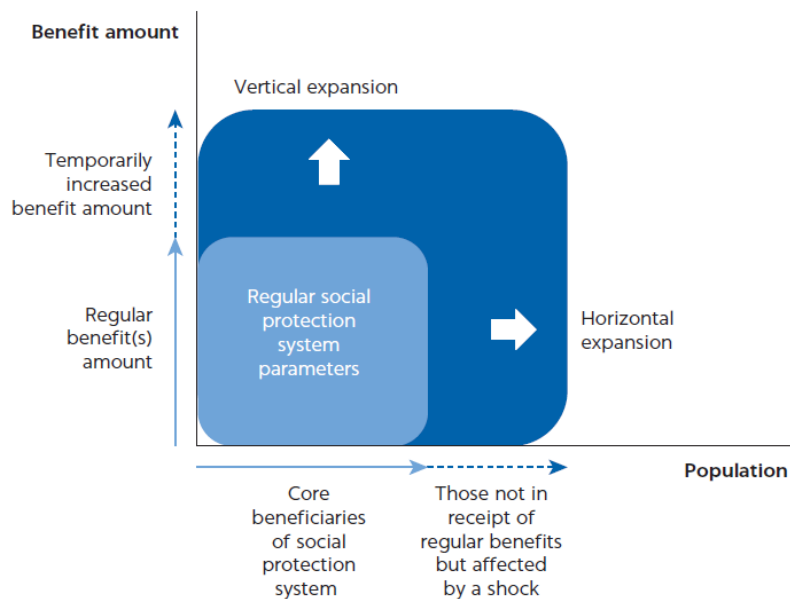 Benefit amount
Vertical expansion
Temporarily
increased
benefit amount
Regular
benefit(s)
amount
Regular social
protection
system
parameters
Horizontal
expansion
Population
Core
beneficiaries
of social
protection
system
Those not in
receipt of
regular benefits
but affected
by a shock